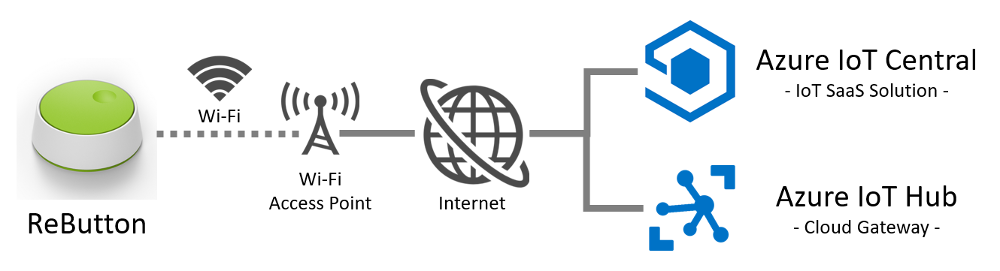 ReButton
Wi-Fi
Wi-Fi
Access Point
Internet
Azure IoT Central
- IoT SaaS Solution -
Azure IoT Hub
- Cloud Gateway -